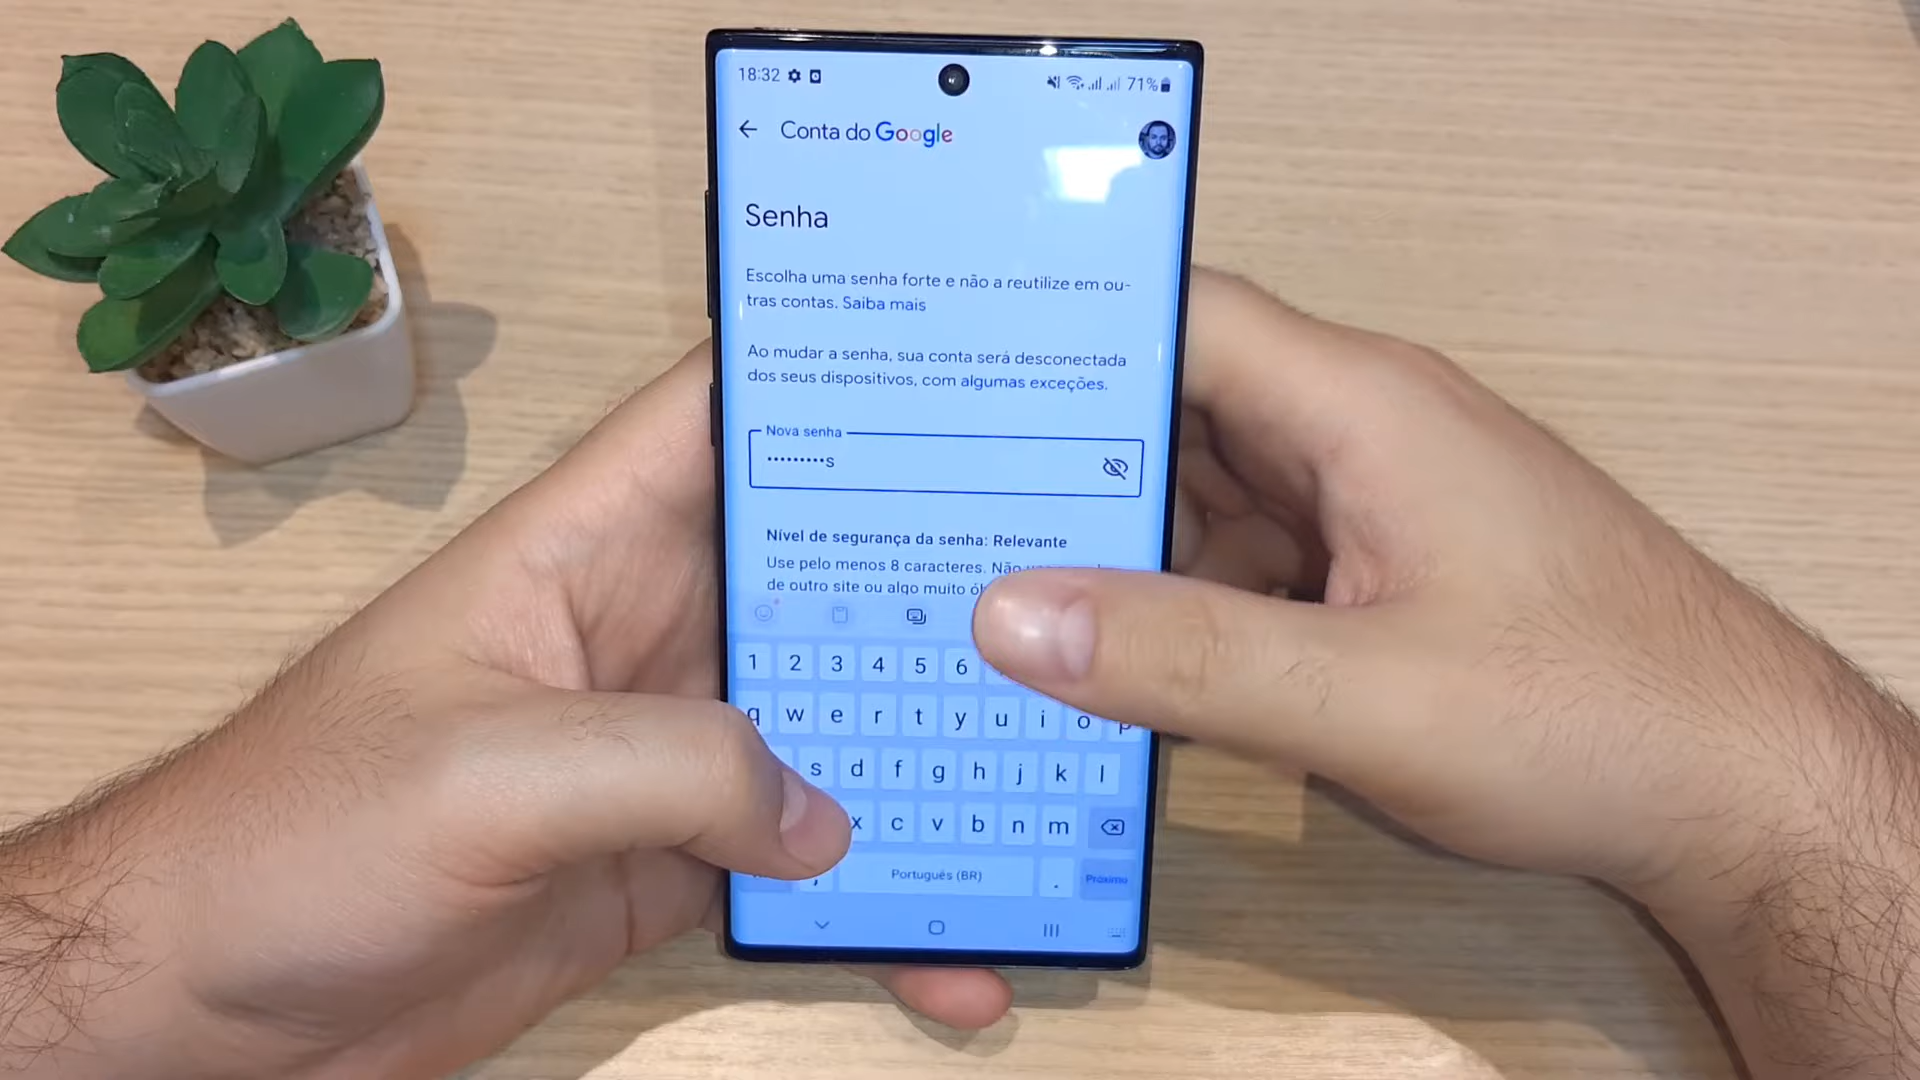 18:32 71%
Conta do Google
Senha
Escolha uma senha forte e não a reutilize em ou-
tras contas. Saiba mais
Ao mudar a senha, sua conta será desconectada
dos seus dispositivos, com algumas exceções.
Nova senha
•••••••••s
Nível de segurança da senha: Relevante
Use pelo menos 8 caracteres. Não
de outro site ou algo muito
1 2 3 4 5 6
q w e r t y u i o p
s d f g h j k l
x c v b n m
, Português (BR) . Próximo